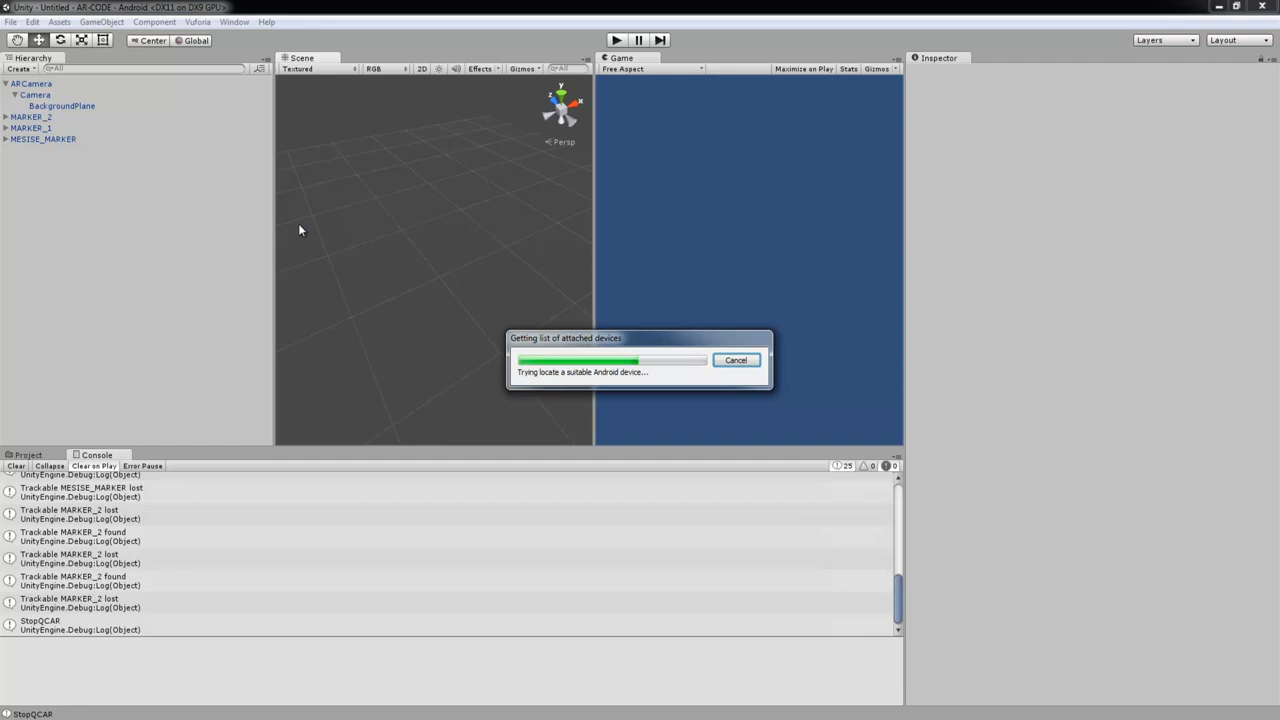 Unity - Untitled - AR-CODE - Android <DX11 on DX9 GPU>
File Edit Assets GameObject Component Vuforia Window Help
Center Global Layers Layout
Hierarchy
Create All
ARCamera
Camera
BackgroundPlane
MARKER_2
MARKER_1
MESISE_MARKER
Scene
Textured RGB 2D Effects Gizmos All
y
z x
Persp
Game
Free Aspect Maximize on Play Stats Gizmos
Inspector
Getting list of attached devices
Cancel
Trying locate a suitable Android device...
Project Console
Clear Collapse Clear on Play Error Pause 25 0 0
UnityEngine.Debug:Log(Object)
Trackable MESISE_MARKER lost
UnityEngine.Debug:Log(Object)
Trackable MARKER_2 lost
UnityEngine.Debug:Log(Object)
Trackable MARKER_2 found
UnityEngine.Debug:Log(Object)
Trackable MARKER_2 lost
UnityEngine.Debug:Log(Object)
Trackable MARKER_2 found
UnityEngine.Debug:Log(Object)
Trackable MARKER_2 lost
UnityEngine.Debug:Log(Object)
StopQCAR
UnityEngine.Debug:Log(Object)
StopQCAR